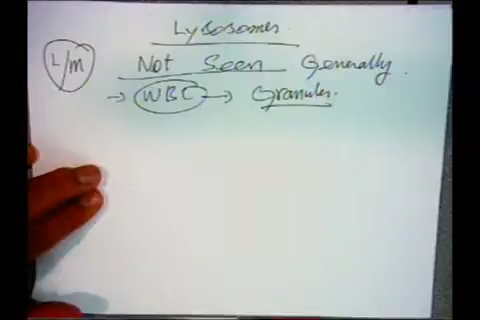 Lysosomes
L/m Not Seen Generally.
→ WBC → Granules.